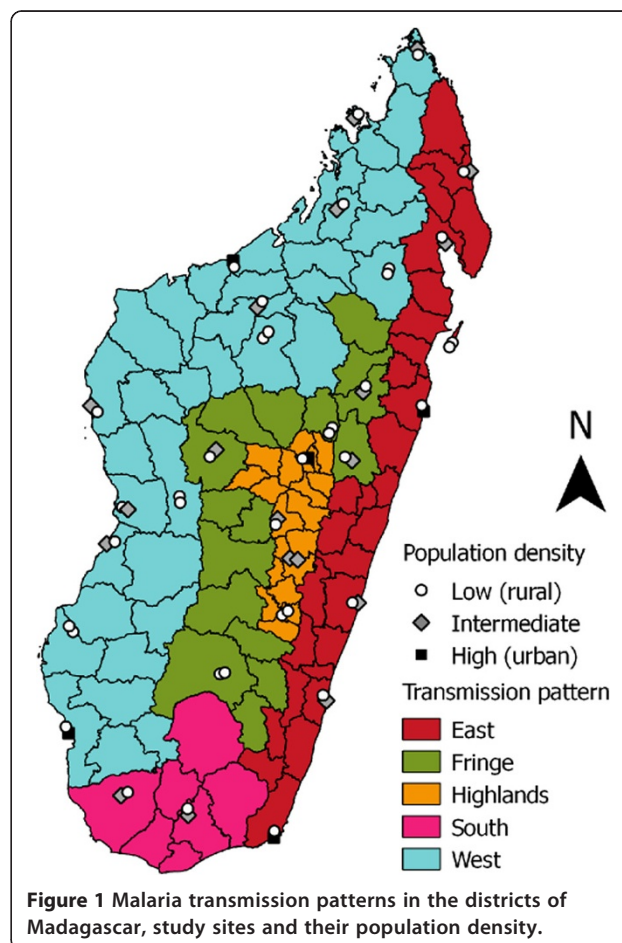 N
Population density
Low (rural)
Intermediate
High (urban)
Transmission pattern
East
Fringe
Highlands
South
West
Figure 1 Malaria transmission patterns in the districts of
Madagascar, study sites and their population density.